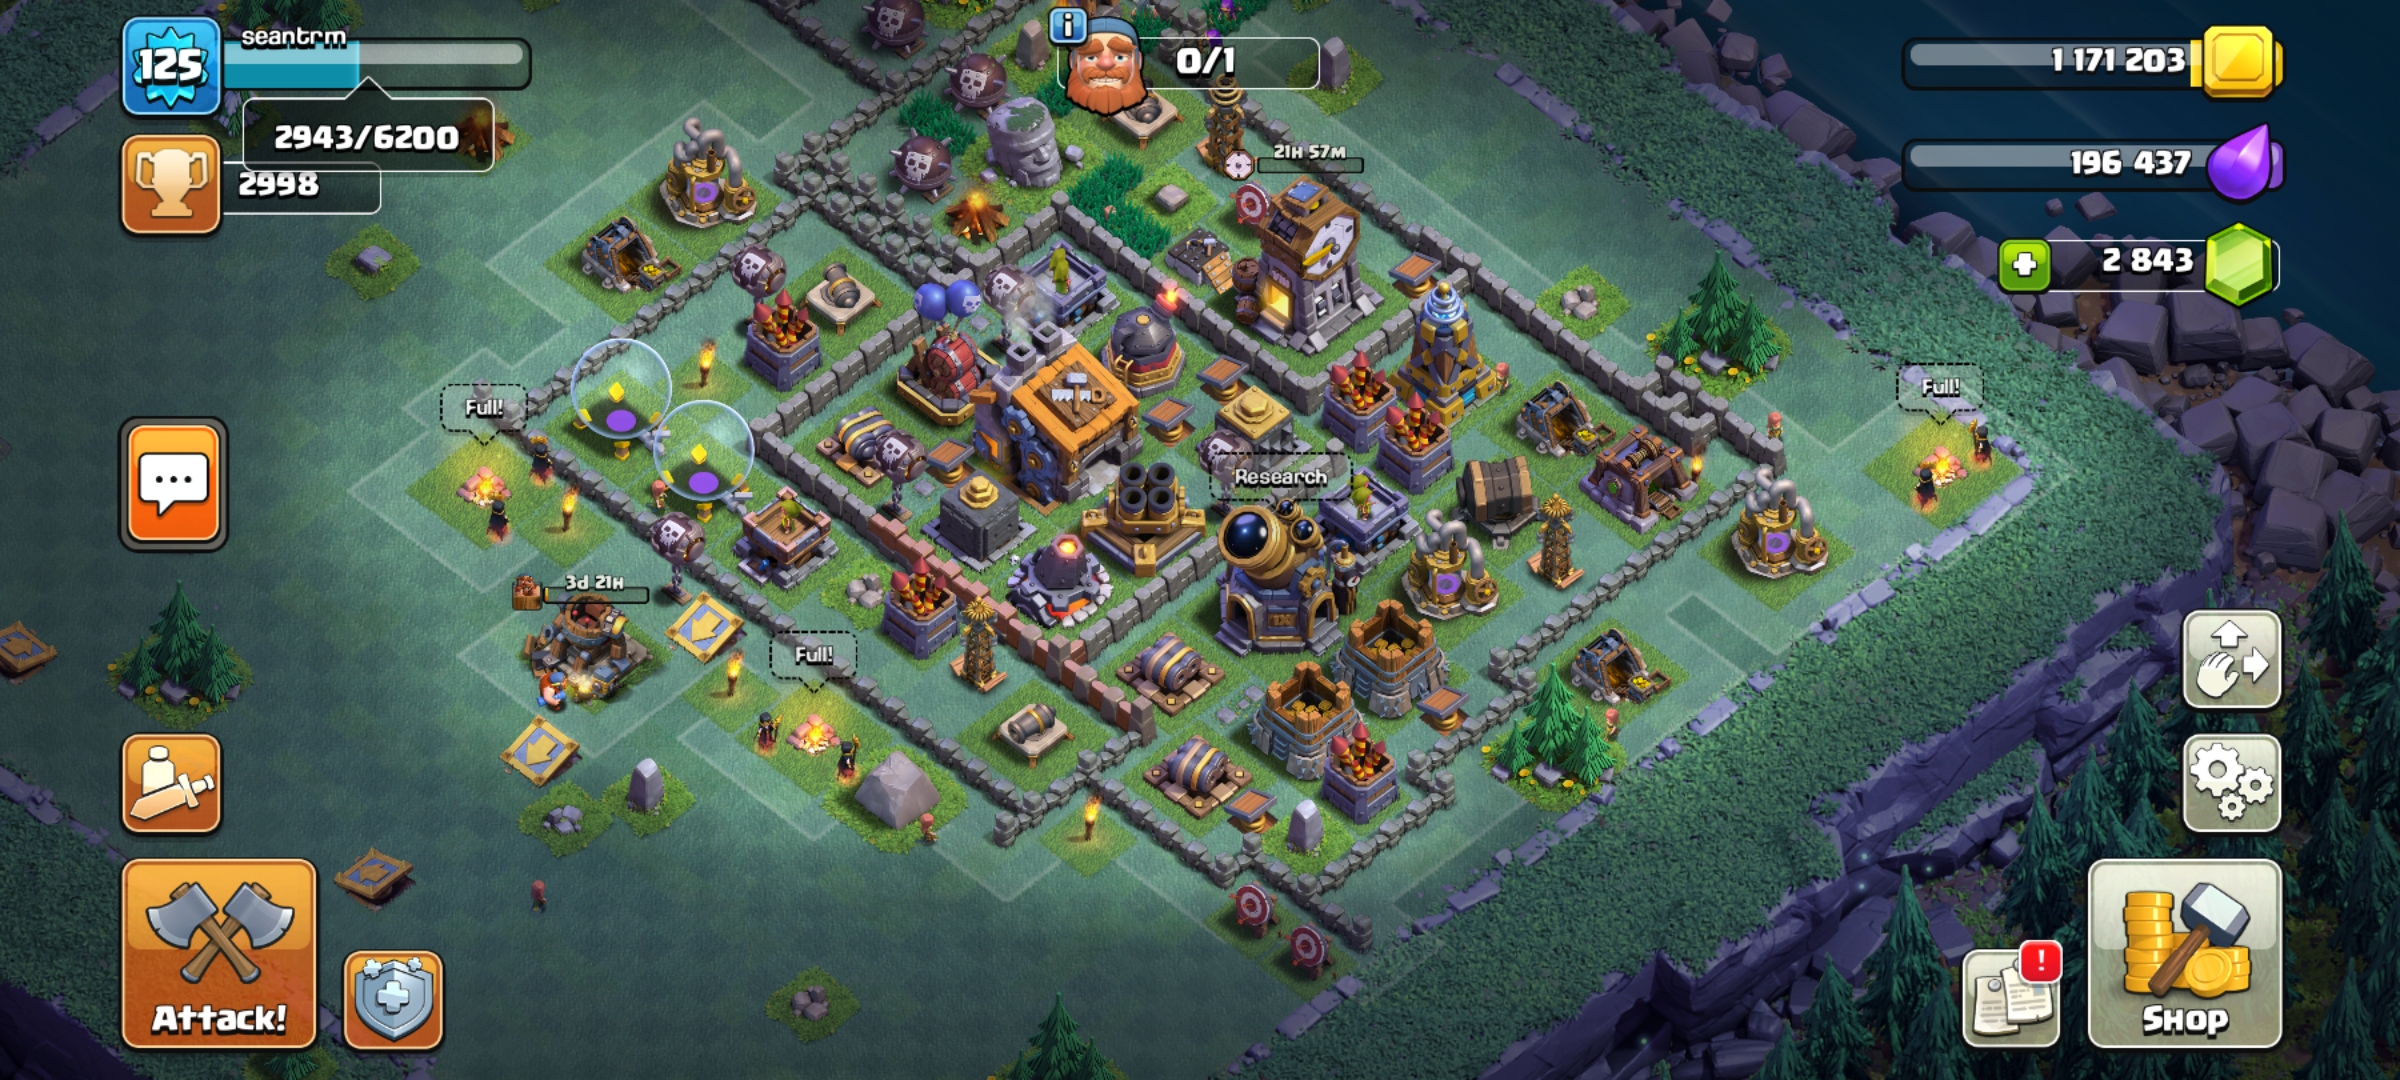 125
seantrm
2943/6200
2998
0/1
1 171 203
196 437
2 843
21H 57M
Full!
Full!
Research
3d 21H
Full!
Attack!
!
Shop